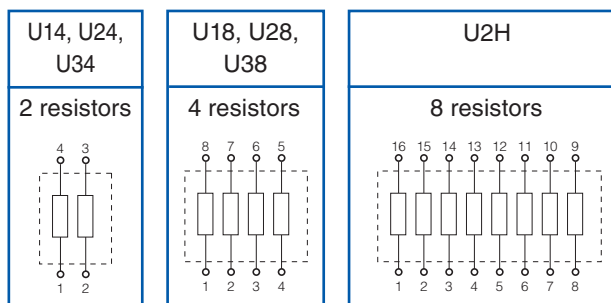 U14, U24,
U34
2 resistors
4 3
1 2
U18, U28,
U38
4 resistors
8 7 6 5
1 2 3 4
U2H
8 resistors
16 15 14 13 12 11 10 9
1 2 3 4 5 6 7 8